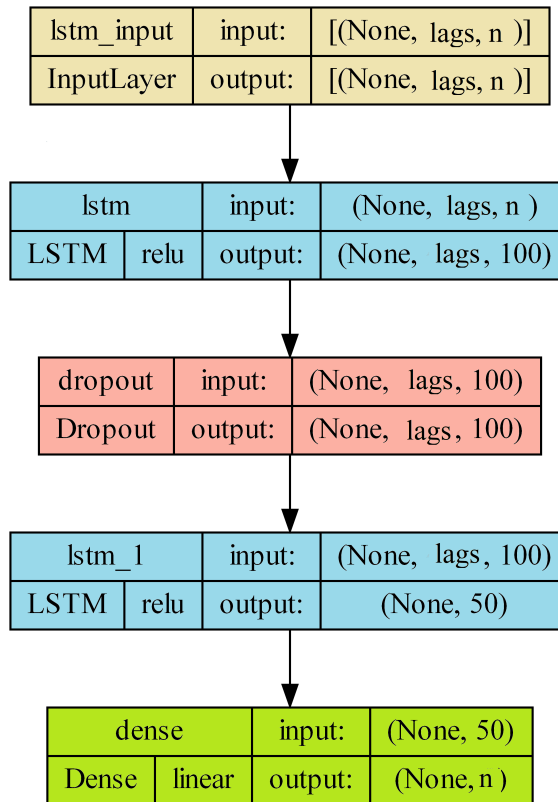 lstm_input input: [(None, lags, n )]
InputLayer output: [(None, lags, n )]
lstm input: (None, lags, n )
LSTM relu output: (None, lags , 100)
dropout input: (None, lags , 100)
Dropout output: (None, lags , 100)
lstm_1 input: (None, lags , 100)
LSTM relu output: (None, 50)
dense input: (None, 50)
Dense linear output: (None, n )